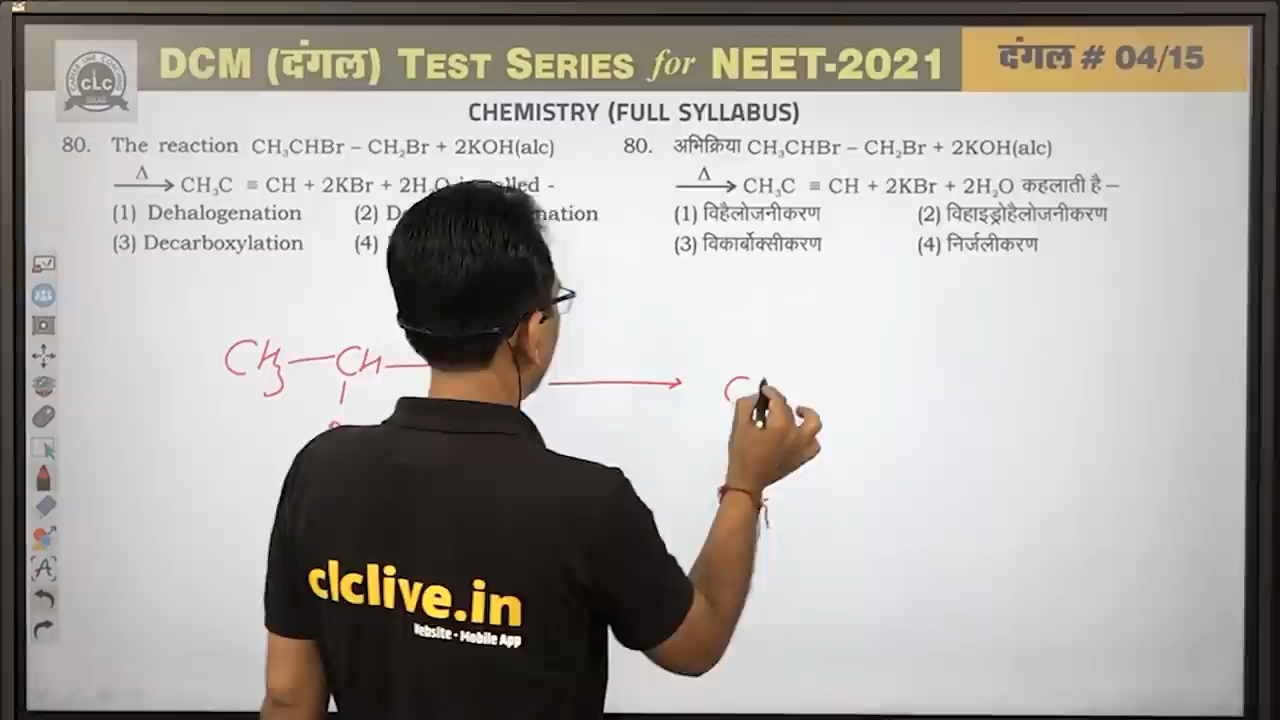 DCM (दंगल) TEST SERIES for NEET-2021
दंगल # 04/15
CLC
CHEMISTRY (FULL SYLLABUS)
80. The reaction CH₃CHBr – CH₂Br + 2KOH(alc)
Δ
⟶ CH₃C ≡ CH + 2KBr + 2H₂O is called -
(1) Dehalogenation (2)
(3) Decarboxylation (4)
80. अभिक्रिया CH₃CHBr – CH₂Br + 2KOH(alc)
Δ
⟶ CH₃C ≡ CH + 2KBr + 2H₂O कहलाती है –
(1) विहैलोजनीकरण (2) विहाइड्रोहैलोजनीकरण
(3) विकार्बोक्सीकरण (4) निर्जलीकरण
CH₃ — CH —
⟶ C
clclive.in
Website - Mobile App